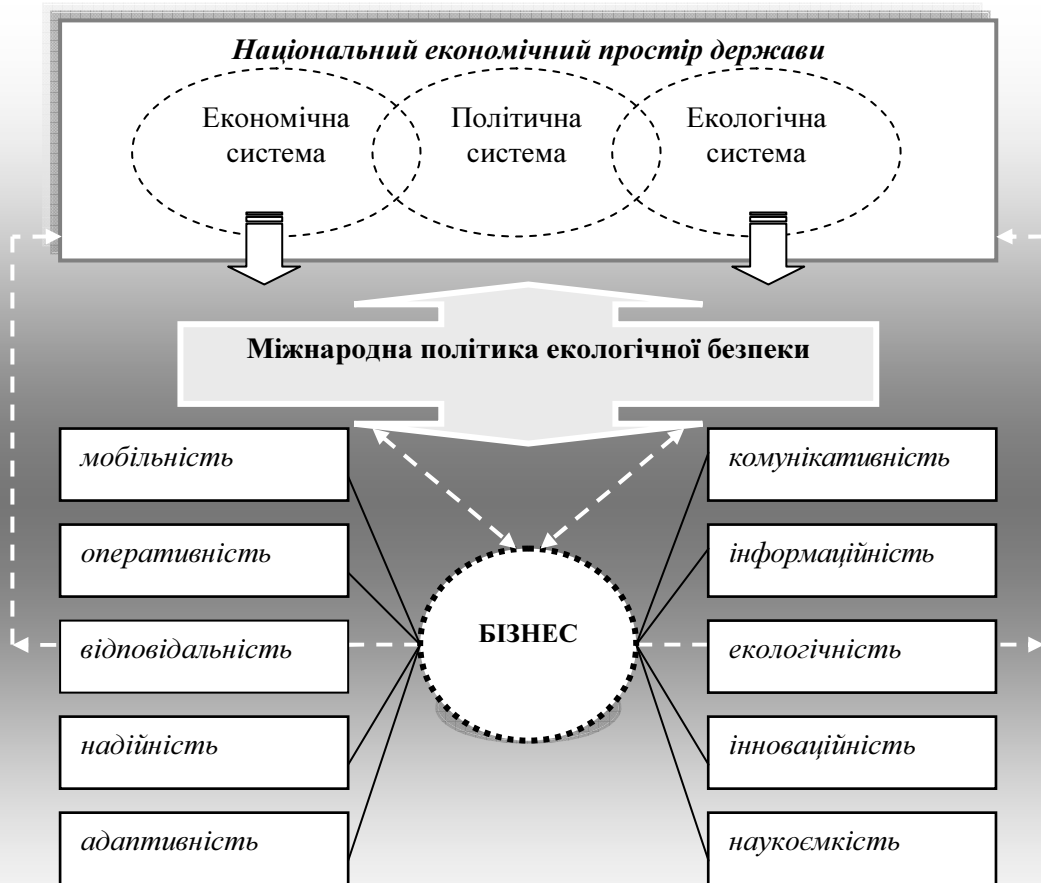 Національний економічний простір держави
Економічна
система
Політична
система
Екологічна
система
Міжнародна політика екологічної безпеки
мобільність
оперативність
відповідальність
надійність
адаптивність
БІЗНЕС
комунікативність
інформаційність
екологічність
інноваційність
наукоємкість